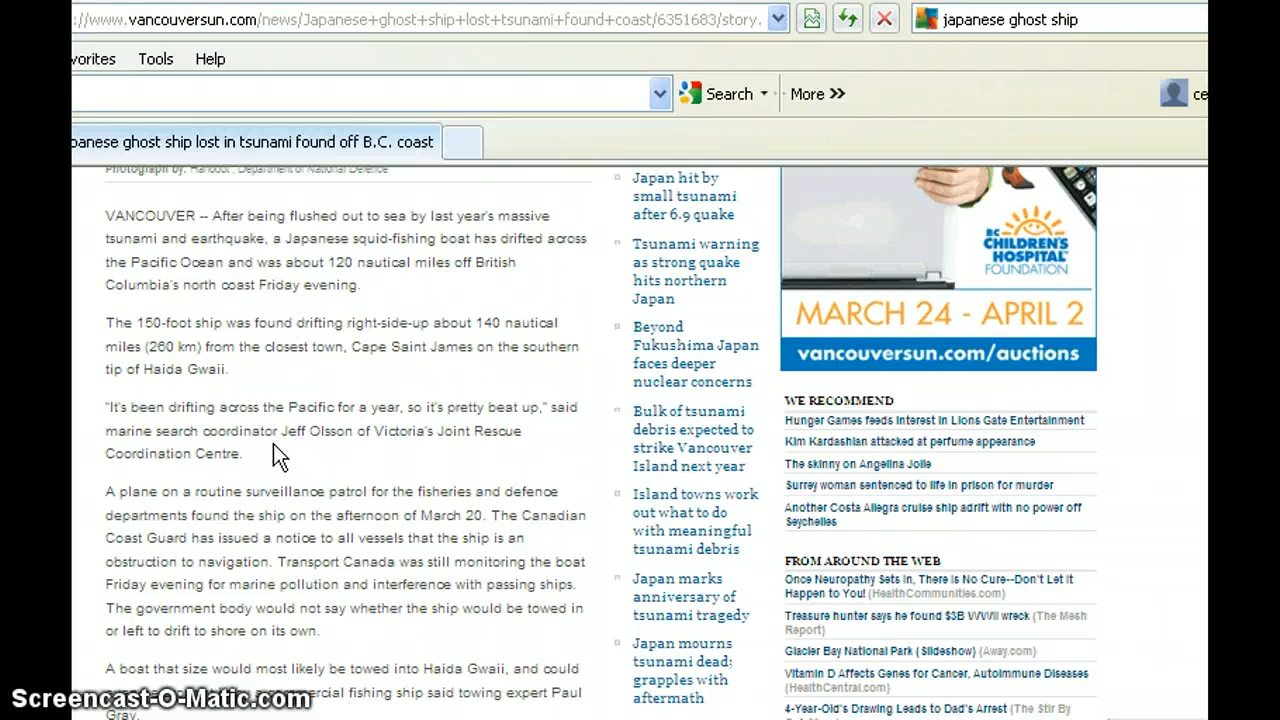 ://www.vancouversun.com/news/Japanese+ghost+ship+lost+tsunami+found+coast/6351683/story.
japanese ghost ship
vorites Tools Help
Search
More »
ce
panese ghost ship lost in tsunami found off B.C. coast
Photograph by: Handout , Department of National Defence
VANCOUVER -- After being flushed out to sea by last year's massive
tsunami and earthquake, a Japanese squid-fishing boat has drifted across
the Pacific Ocean and was about 120 nautical miles off British
Columbia's north coast Friday evening.
The 150-foot ship was found drifting right-side-up about 140 nautical
miles (260 km) from the closest town, Cape Saint James on the southern
tip of Haida Gwaii.
"It's been drifting across the Pacific for a year, so it's pretty beat up," said
marine search coordinator Jeff Olsson of Victoria's Joint Rescue
Coordination Centre.
A plane on a routine surveillance patrol for the fisheries and defence
departments found the ship on the afternoon of March 20. The Canadian
Coast Guard has issued a notice to all vessels that the ship is an
obstruction to navigation. Transport Canada was still monitoring the boat
Friday evening for marine pollution and interference with passing ships.
The government body would not say whether the ship would be towed in
or left to drift to shore on its own.
A boat that size would most likely be towed into Haida Gwaii, and could
ercial fishing ship said towing expert Paul
Gray.
Japan hit by
small tsunami
after 6.9 quake
Tsunami warning
as strong quake
hits northern
Japan
Beyond
Fukushima Japan
faces deeper
nuclear concerns
Bulk of tsunami
debris expected to
strike Vancouver
Island next year
Island towns work
out what to do
with meaningful
tsunami debris
Japan marks
anniversary of
tsunami tragedy
Japan mourns
tsunami dead;
grapples with
aftermath
BC
CHILDREN'S
HOSPITAL
FOUNDATION
MARCH 24 - APRIL 2
vancouversun.com/auctions
WE RECOMMEND
Hunger Games feeds interest in Lions Gate Entertainment
Kim Kardashian attacked at perfume appearance
The skinny on Angelina Jolie
Surrey woman sentenced to life in prison for murder
Another Costa Allegra cruise ship adrift with no power off
Seychelles
FROM AROUND THE WEB
Once Neuropathy Sets In, There Is No Cure--Don't Let It
Happen to You! (HealthCommunities.com)
Treasure hunter says he found $3B WWII wreck (The Mesh
Report)
Glacier Bay National Park (Slideshow) (Away.com)
Vitamin D Affects Genes for Cancer, Autoimmune Diseases
(HealthCentral.com)
4-Year-Old's Drawing Leads to Dad's Arrest (The Stir By
Screencast-O-Matic.com